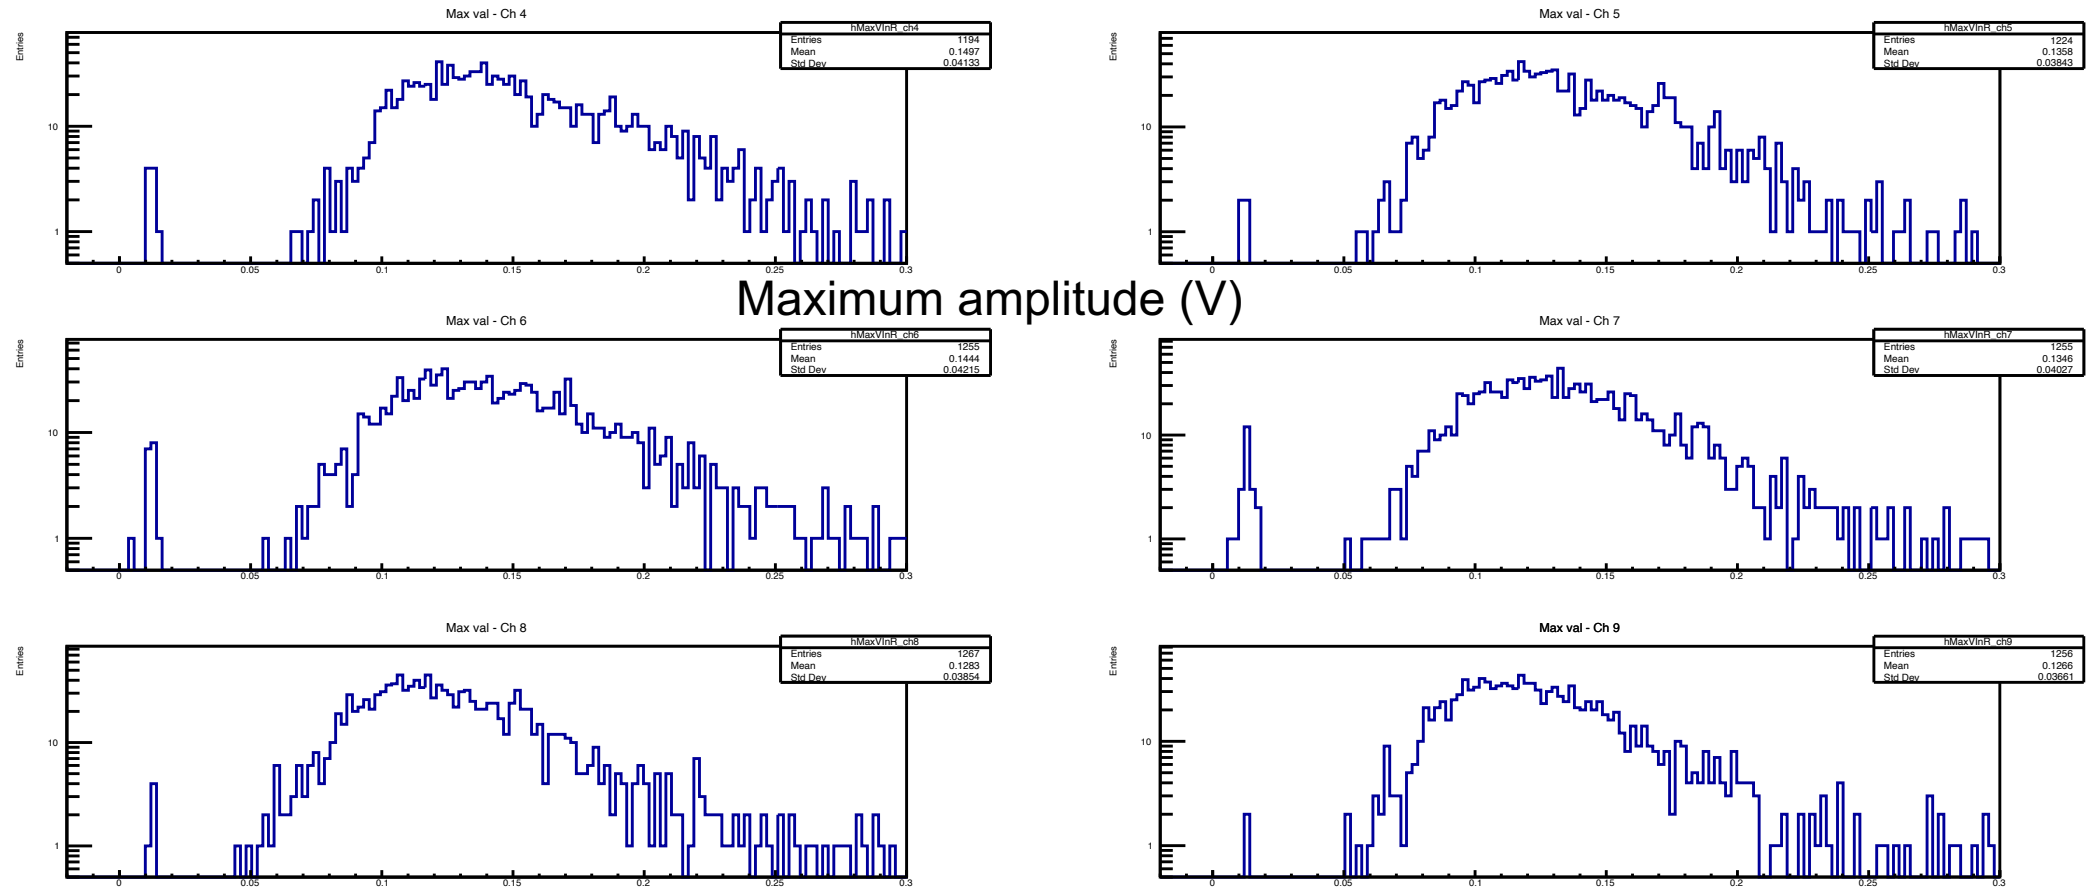 Max val - Ch 4
Entries
hMaxVInR_ch4
Entries 1194
Mean 0.1497
Std Dev 0.04133
10
1
0 0.05 0.1 0.15 0.2 0.25 0.3
Max val - Ch 5
Entries
hMaxVInR_ch5
Entries 1224
Mean 0.1358
Std Dev 0.03843
10
1
0 0.05 0.1 0.15 0.2 0.25 0.3
Maximum amplitude (V)
Max val - Ch 6
Entries
hMaxVInR_ch6
Entries 1255
Mean 0.1444
Std Dev 0.04215
10
1
0 0.05 0.1 0.15 0.2 0.25 0.3
Max val - Ch 7
Entries
hMaxVInR_ch7
Entries 1255
Mean 0.1346
Std Dev 0.04027
10
1
0 0.05 0.1 0.15 0.2 0.25 0.3
Max val - Ch 8
Entries
hMaxVInR_ch8
Entries 1267
Mean 0.1283
Std Dev 0.03854
10
1
0 0.05 0.1 0.15 0.2 0.25 0.3
Max val - Ch 9
Entries
hMaxVInR_ch9
Entries 1256
Mean 0.1266
Std Dev 0.03661
10
1
0 0.05 0.1 0.15 0.2 0.25 0.3